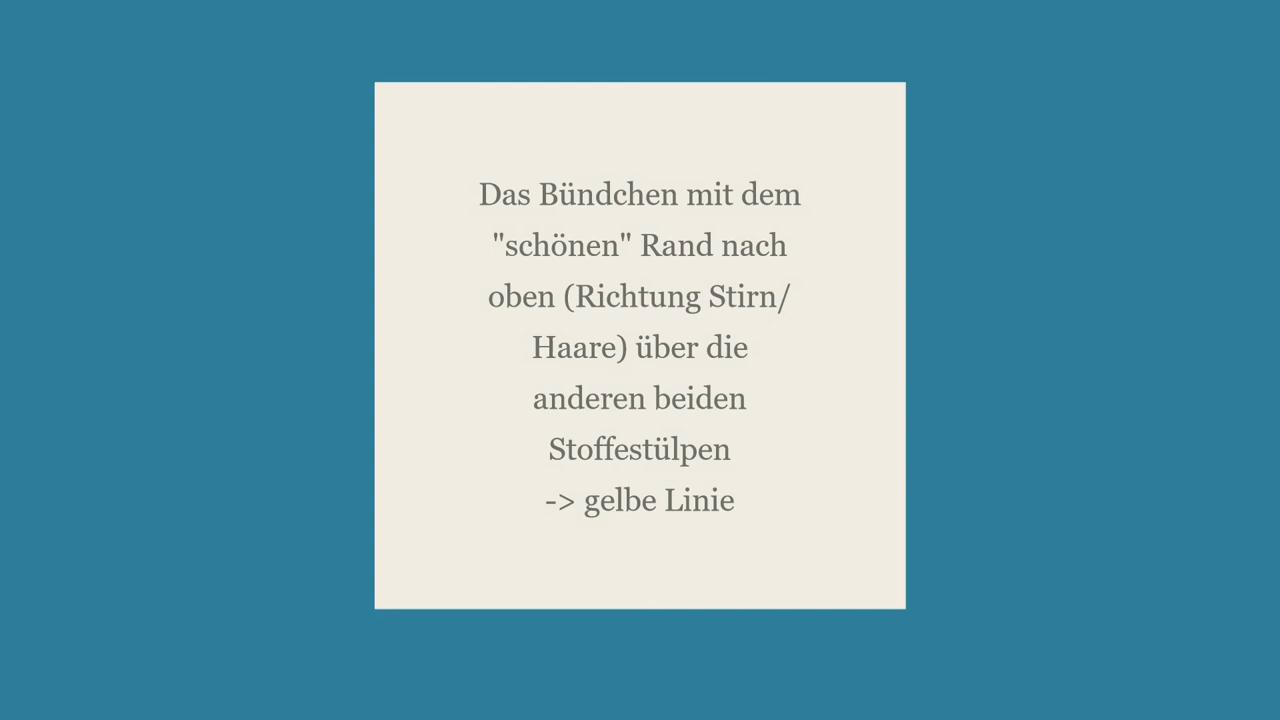 Das Bündchen mit dem
"schönen" Rand nach
oben (Richtung Stirn/
Haare) über die
anderen beiden
Stoffestülpen
-> gelbe Linie